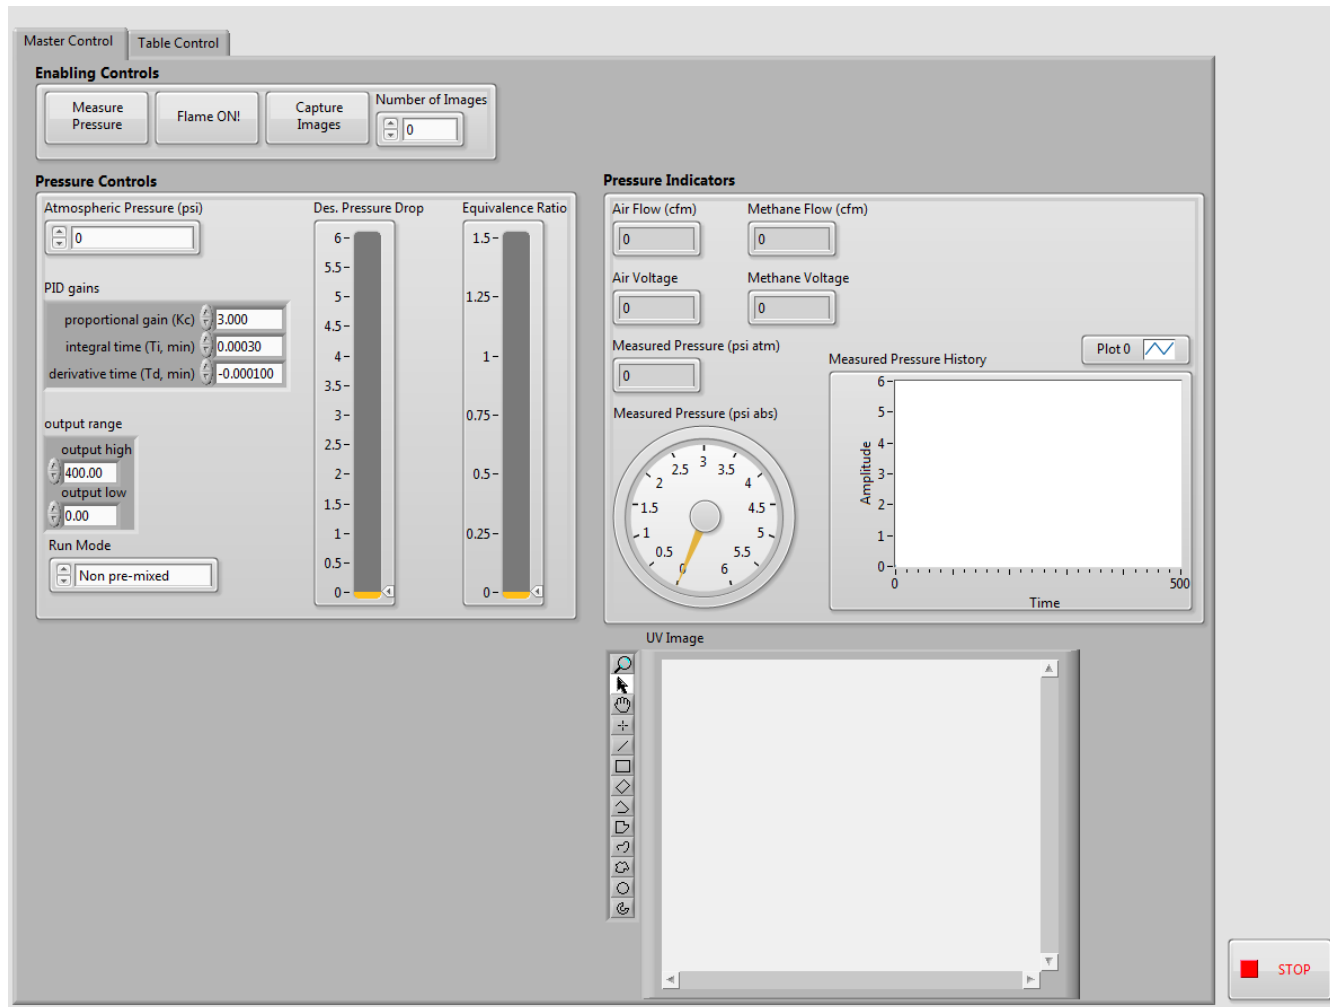 Master Control
Table Control
Enabling Controls
Measure
Pressure
Flame ON!
Capture
Images
Number of Images
0
Pressure Controls
Atmospheric Pressure (psi)
0
PID gains
proportional gain (Kc) 3.000
integral time (Ti, min) 0.00030
derivative time (Td, min) -0.000100
output range
output high
400.00
output low
0.00
Run Mode
Non pre-mixed
Des. Pressure Drop
6
5.5
5
4.5
4
3.5
3
2.5
2
1.5
1
0.5
0
Equivalence Ratio
1.5
1.25
1
0.75
0.5
0.25
0
Pressure Indicators
Air Flow (cfm)
0
Methane Flow (cfm)
0
Air Voltage
0
Methane Voltage
0
Measured Pressure (psi atm)
0
Measured Pressure (psi abs)
0
0.5
1
1.5
2
2.5
3
3.5
4
4.5
5
5.5
6
Measured Pressure History
Plot 0
Amplitude
6
5
4
3
2
1
0
0
500
Time
UV Image
STOP